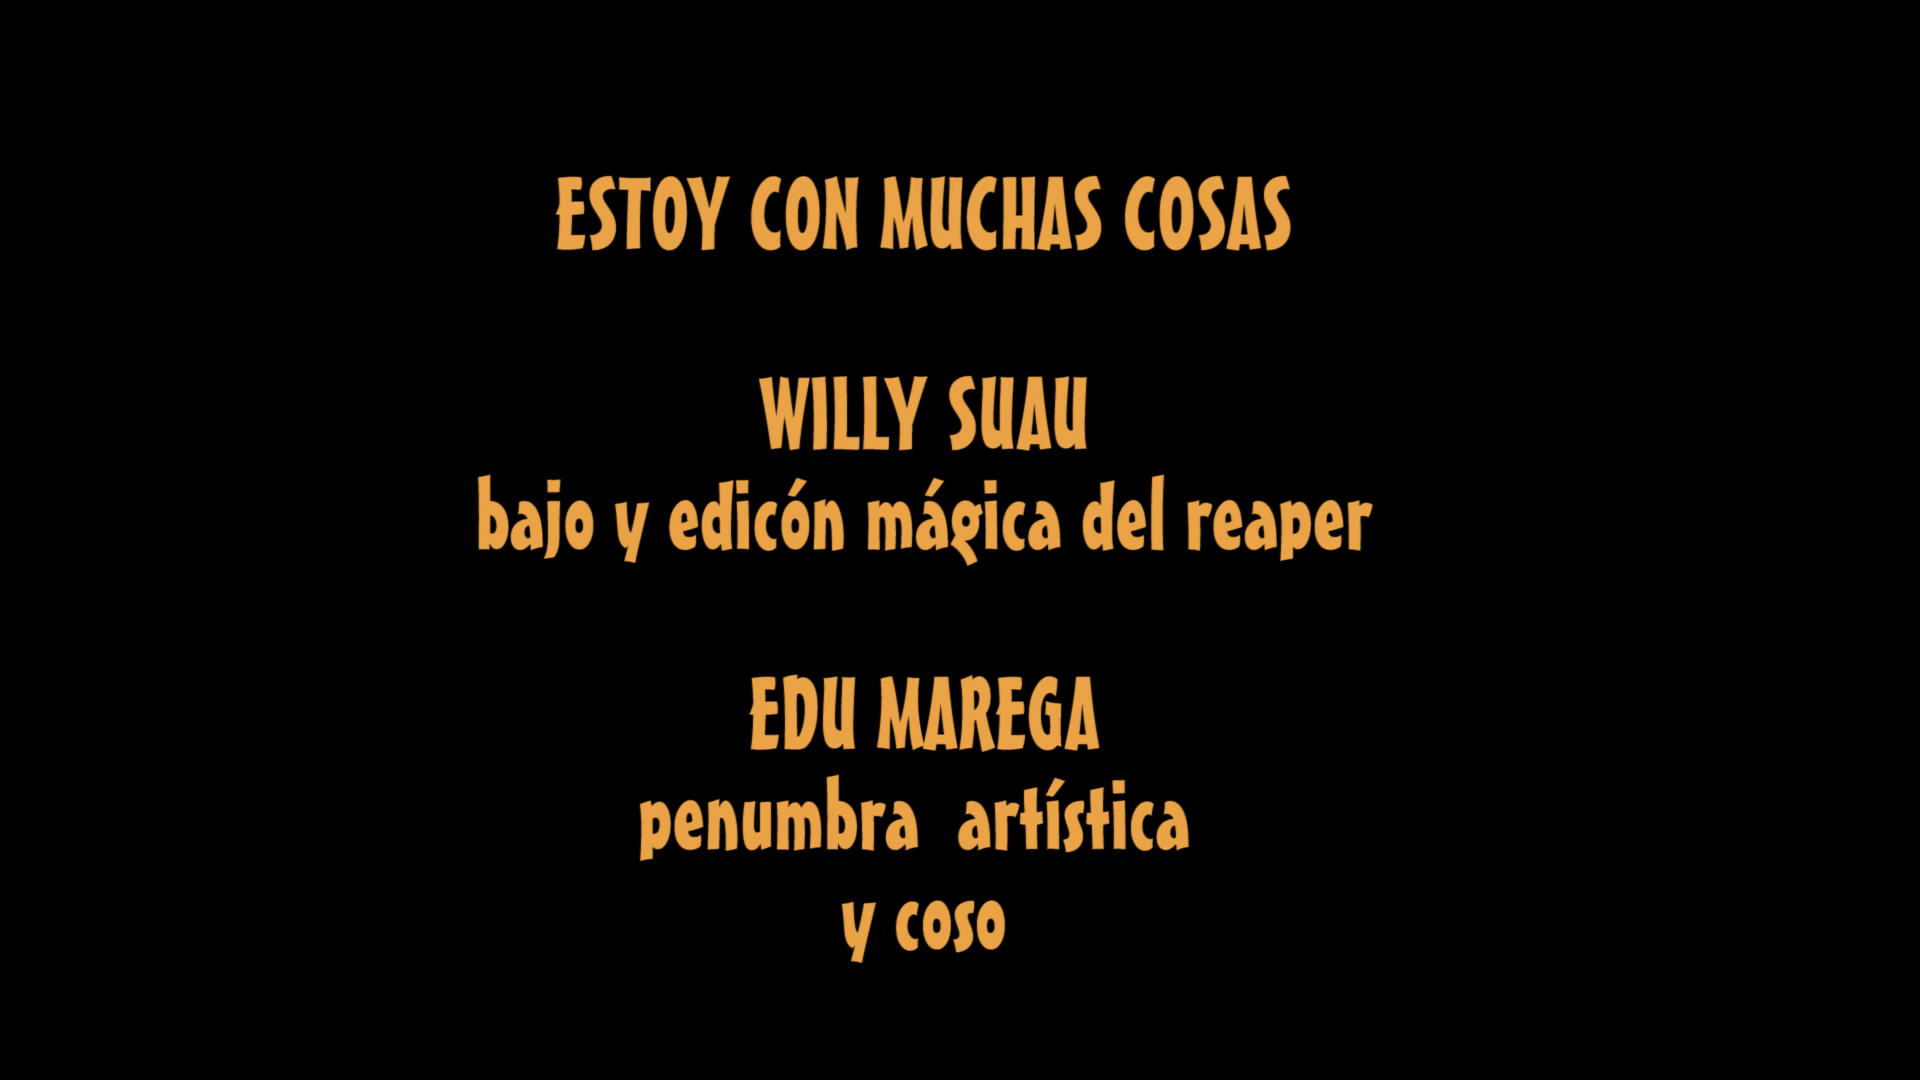 ESTOY CON MUCHAS COSAS
WILLY SUAU
bajo y edicón mágica del reaper
EDU MAREGA
penumbra  artística
y coso